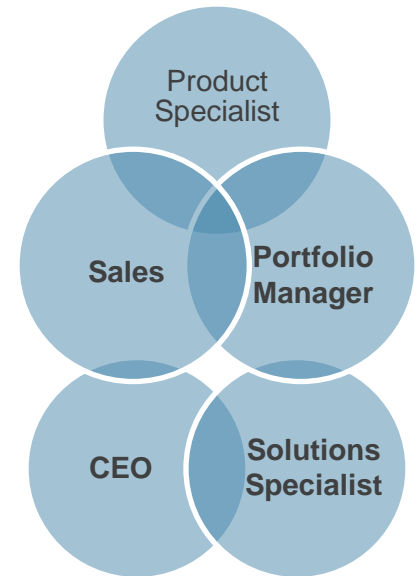 Product
Specialist
Sales
Portfolio
Manager
CEO
Solutions
Specialist